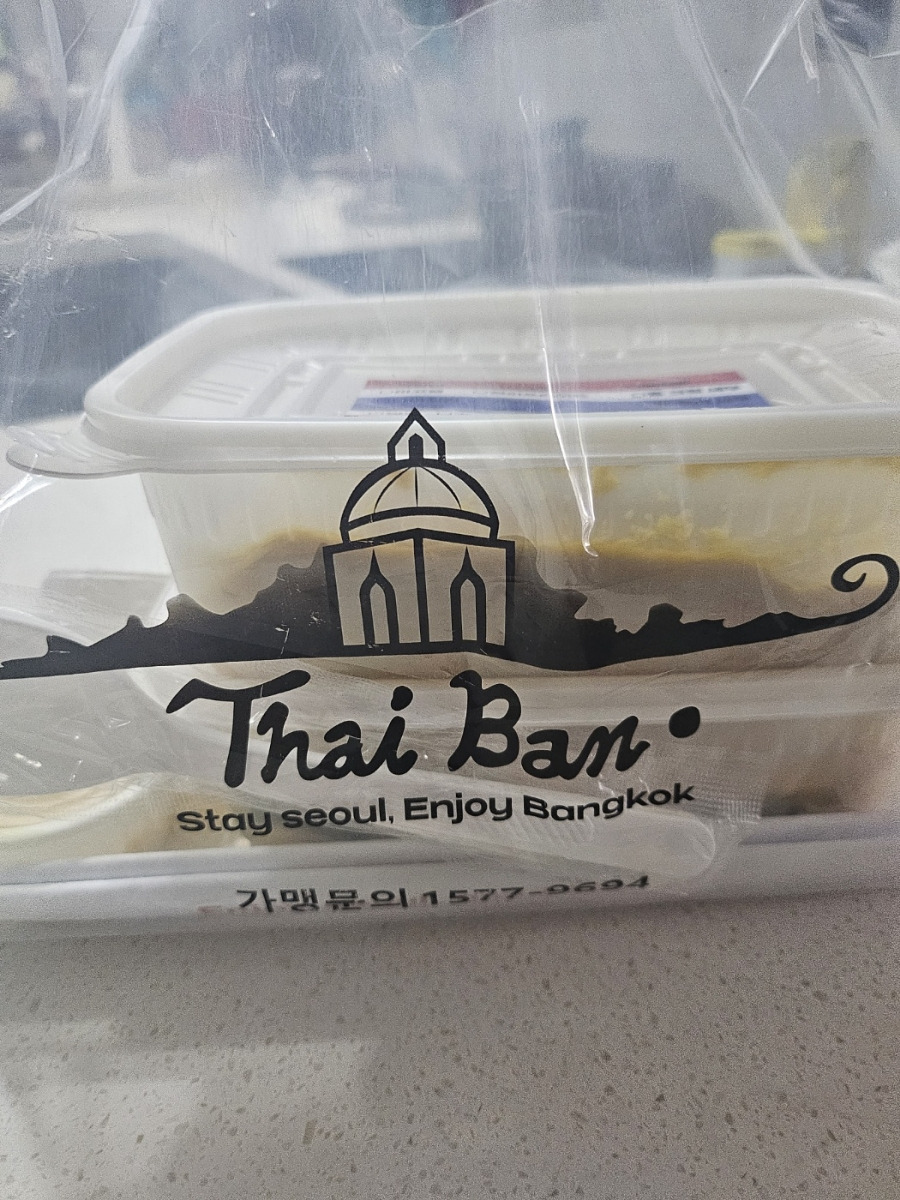 Thai Ban
Stay seoul, Enjoy Bangkok
가맹문의 1577-9694